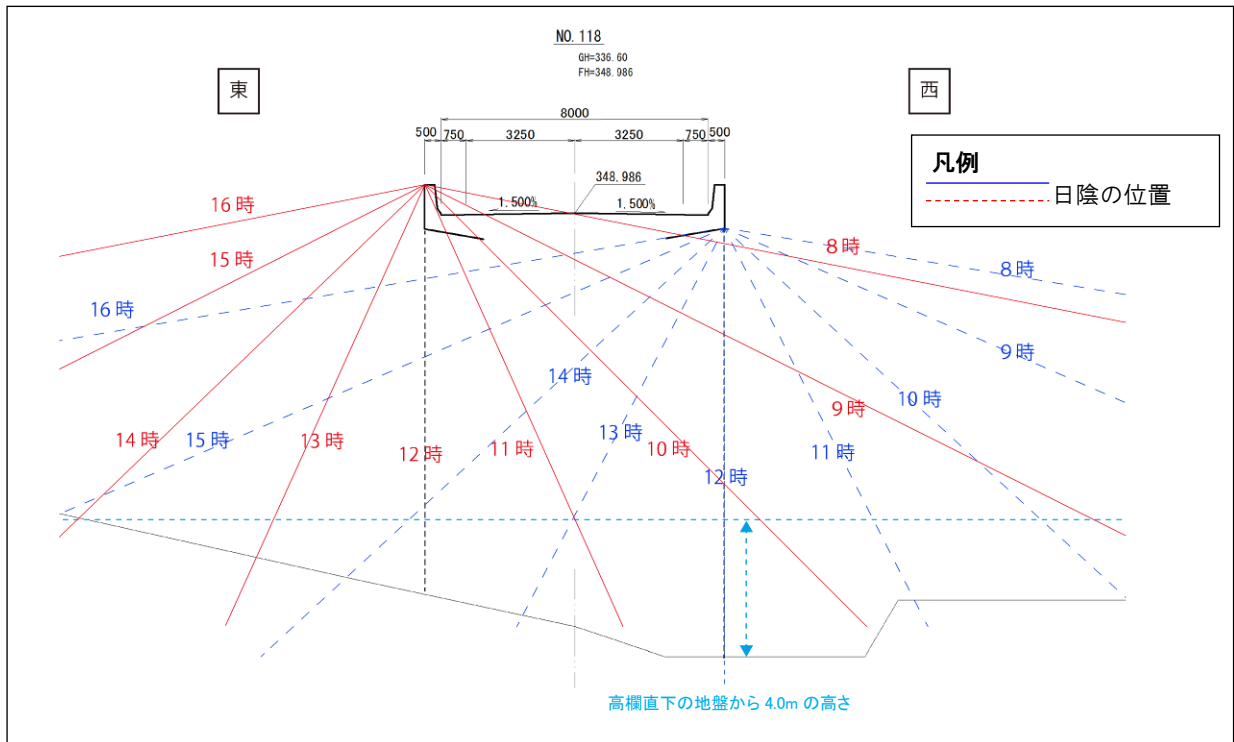 NO. 118
GH=336.60
FH=348.986
東
西
8000
500 750 3250 3250 750 500
凡例
日陰の位置
348.986
1.500% 1.500%
16時
15時
8時
8時
16時
9時
14時
10時
9時
14時
15時
13時
12時
11時
13時
10時
11時
12時
高欄直下の地盤から 4.0m の高さ